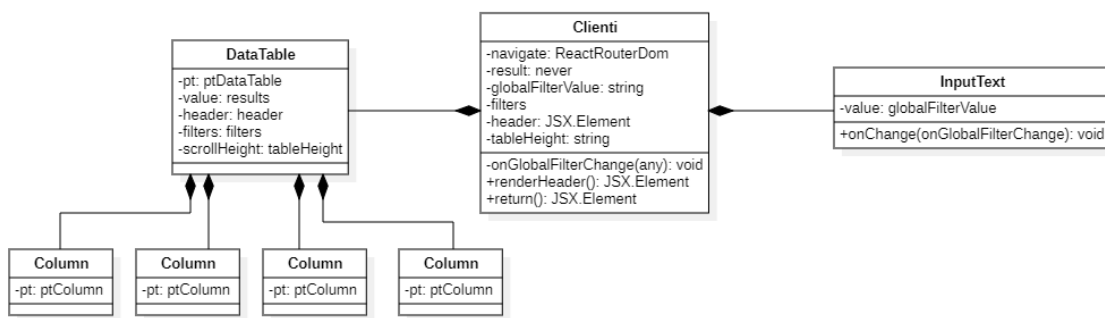 DataTable
-pt: ptDataTable
-value: results
-header: header
-filters: filters
-scrollHeight: tableHeight
Clienti
-navigate: ReactRouterDom
-result: never
-globalFilterValue: string
-filters
-header: JSX.Element
-tableHeight: string
-onGlobalFilterChange(any): void
+renderHeader(): JSX.Element
+return(): JSX.Element
InputText
-value: globalFilterValue
+onChange(onGlobalFilterChange): void
Column
-pt: ptColumn
Column
-pt: ptColumn
Column
-pt: ptColumn
Column
-pt: ptColumn